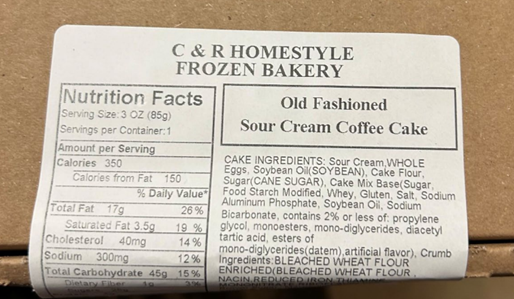 C & R HOMESTYLE
FROZEN BAKERY
Nutrition Facts
Serving Size:3 OZ (85g)
Servings per Container:1
Amount per Serving
Calories 350
Calories from Fat 150
% Daily Value*
Total Fat 17g 26%
Saturated Fat 3.5g 19 %
Cholesterol 40mg 14%
Sodium 300mg 12%
Total Carbohydrate 45g 15%
Dietary Fiber
Old Fashioned
Sour Cream Coffee Cake
CAKE INGREDIENTS: Sour Cream,WHOLE
Eggs, Soybean Oil(SOYBEAN), Cake Flour,
Sugar(CANE SUGAR), Cake Mix Base(Sugar,
Food Starch Modified, Whey, Gluten, Salt, Sodium
Aluminum Phosphate, Soybean Oil, Sodium
Bicarbonate, contains 2% or less of: propylene
glycol, monoesters, mono-diglycerides, diacetyl
tartic acid, esters of
mono-diglycerides(datem),artificial flavor), Crumb
Ingredients:BLEACHED WHEAT FLOUR
ENRICHED(BLEACHED WHEAT FLOUR ,
NACIN,REDUCED IRON